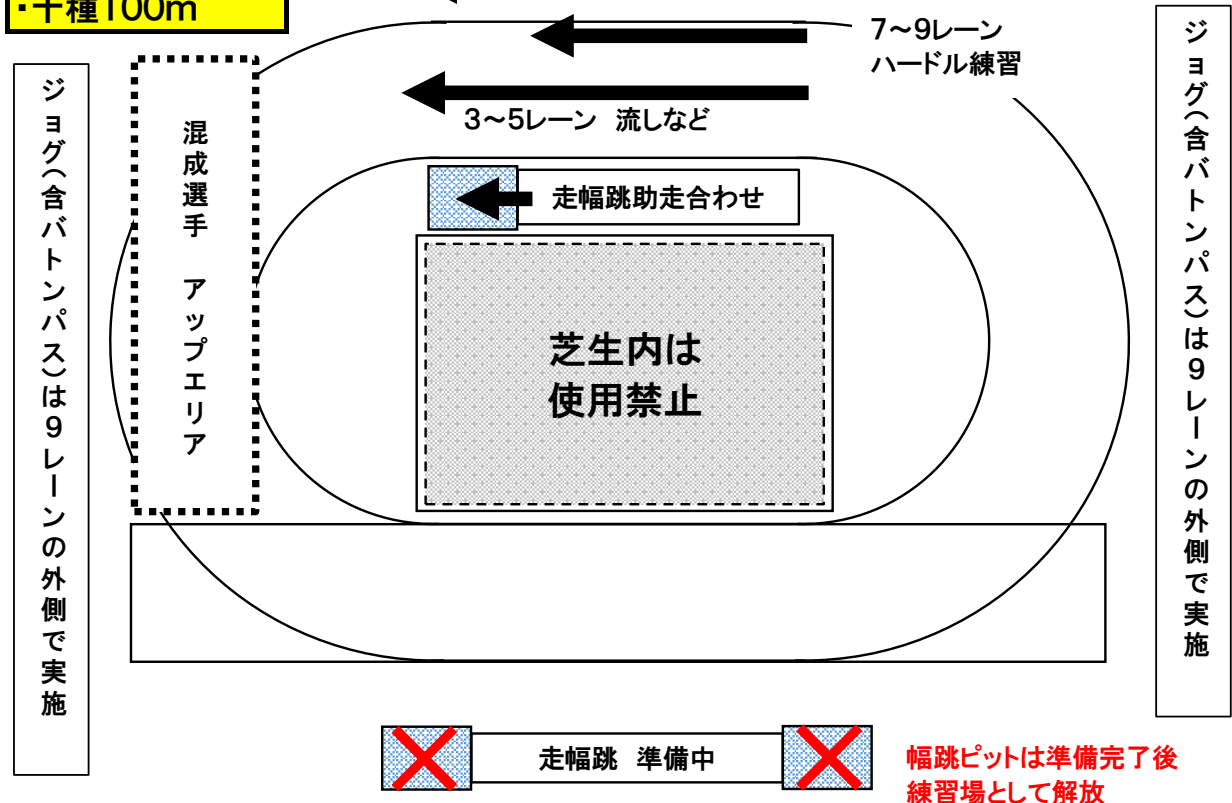 ・十種100m
7～9レーン
ハードル練習
3～5レーン 流しなど
ジョグ(含バトンパス)は９レーンの外側で実施
混成選手 アップエリア
走幅跳助走合わせ
芝生内は
使用禁止
ジョグ(含バトンパス)は９レーンの外側で実施
走幅跳 準備中
幅跳ピットは準備完了後
練習場として解放